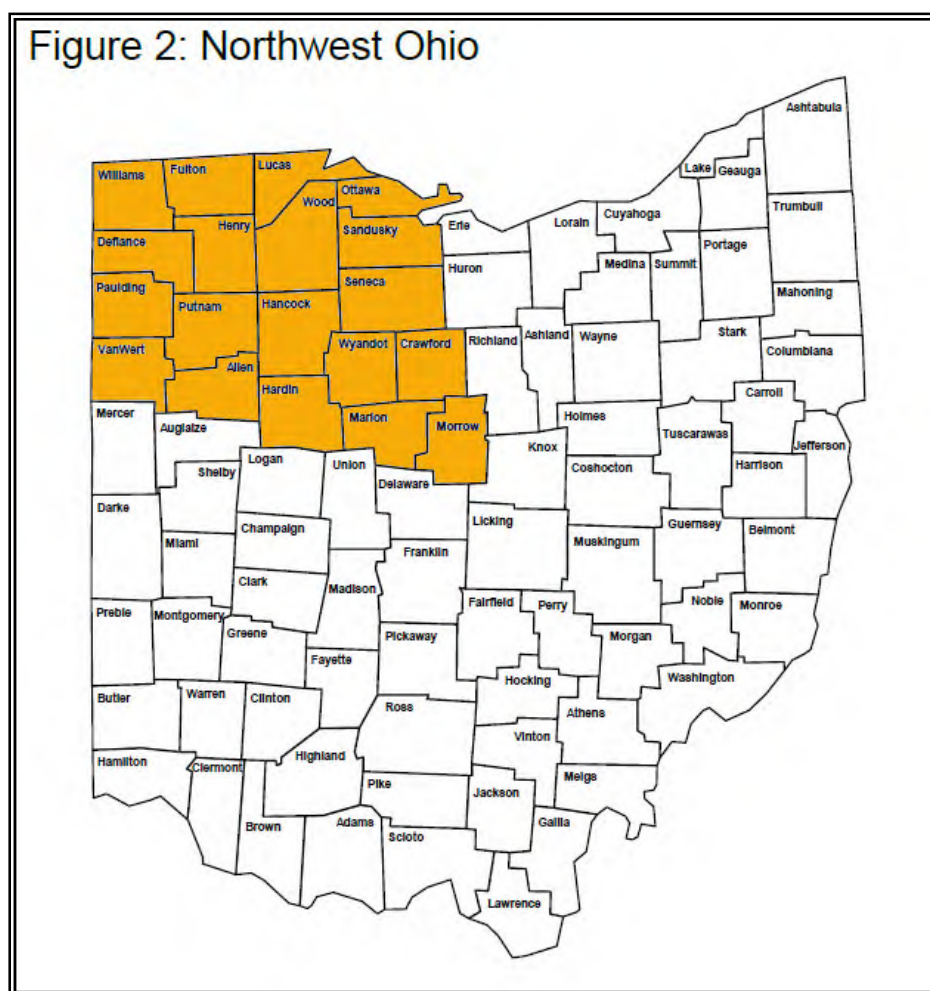 Figure 2: Northwest Ohio
Ashtabula
Lake
Geauga
Williams
Fulton
Lucas
Ottawa
Wood
Cuyahoga
Trumbull
Henry
Sandusky
Erie
Lorain
Defiance
Portage
Medina
Summit
Huron
Paulding
Seneca
Mahoning
Putnam
Hancock
VanWert
Wyandot
Crawford
Richland
Ashland
Wayne
Stark
Columbiana
Allen
Hardin
Carroll
Mercer
Marion
Morrow
Holmes
Auglaize
Tuscarawas
Jefferson
Knox
Logan
Union
Shelby
Delaware
Coshocton
Harrison
Darke
Licking
Guernsey
Belmont
Champaign
Miami
Franklin
Muskingum
Clark
Madison
Preble
Montgomery
Fairfield
Perry
Noble
Monroe
Greene
Pickaway
Morgan
Fayette
Washington
Hocking
Butler
Warren
Clinton
Ross
Athens
Vinton
Highland
Hamilton
Clermont
Pike
Jackson
Meigs
Gallia
Brown
Adams
Scioto
Lawrence